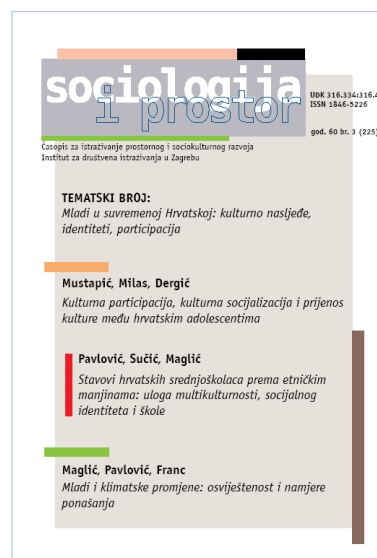 sociologija
i prostor
UDK 316.334:316.4
ISSN 1846-5226
god. 60 br. 3 (225)
Časopis za istraživanje prostornog i sociokulturnog razvoja
Institut za društvena istraživanja u Zagrebu
TEMATSKI BROJ:
Mladi u suvremenoj Hrvatskoj: kulturno nasljeđe,
identiteti, participacija
Mustapić, Milas, Dergić
Kulturna participacija, kulturna socijalizacija i prijenos
kulture među hrvatskim adolescentima
Pavlović, Sučić, Maglić
Stavovi hrvatskih srednjoškolaca prema etničkim
manjinama: uloga multikulturnosti, socijalnog
identiteta i škole
Maglić, Pavlović, Franc
Mladi i klimatske promjene: osviještenost i namjere
ponašanja